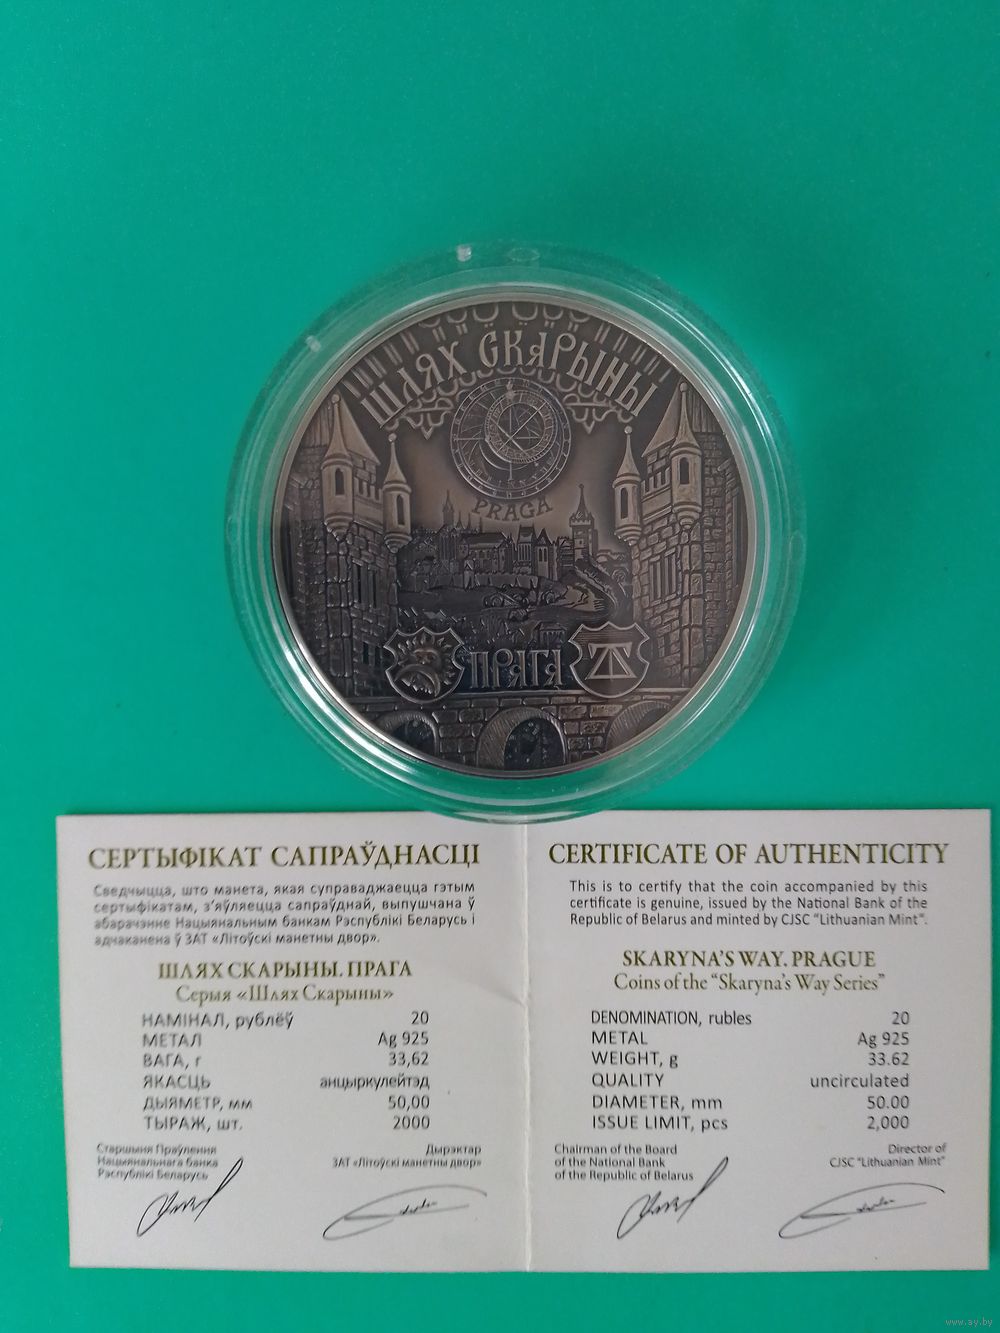 ШЛЯХ СКАРЫНЫ
PRAGA
ПРАГА
СЕРТЫФІКАТ САПРАЎДНАСЦІ
Сведчыцца, што манета, якая суправаджаецца гэтым
сертыфікатам, з'яўляецца сапраўднай, выпушчана ў
абарачэнне Нацыянальным банкам Рэспублікі Беларусь і
адчаканена ў ЗАТ «Літоўскі манетны двор».
ШЛЯХ СКАРЫНЫ. ПРАГА
Серыя «Шлях Скарыны»
НАМІНАЛ, рублёў 20
МЕТАЛ Ag 925
ВАГА, г 33,62
ЯКАСЦЬ анцыркулейтэд
ДЫЯМЕТР, мм 50,00
ТЫРАЖ, шт. 2000
Старшыня Праўлення
Нацыянальнага банка
Рэспублікі Беларусь
Дырэктар
ЗАТ «Літоўскі манетны двор»
CERTIFICATE OF AUTHENTICITY
This is to certify that the coin accompanied by this
certificate is genuine, issued by the National Bank of the
Republic of Belarus and minted by CJSC "Lithuanian Mint".
SKARYNA'S WAY. PRAGUE
Coins of the "Skaryna's Way Series"
DENOMINATION, rubles 20
METAL Ag 925
WEIGHT, g 33.62
QUALITY uncirculated
DIAMETER, mm 50.00
ISSUE LIMIT, pcs 2,000
Chairman of the Board
of the National Bank
of the Republic of Belarus
Director of
CJSC "Lithuanian Mint"
www.ay.by